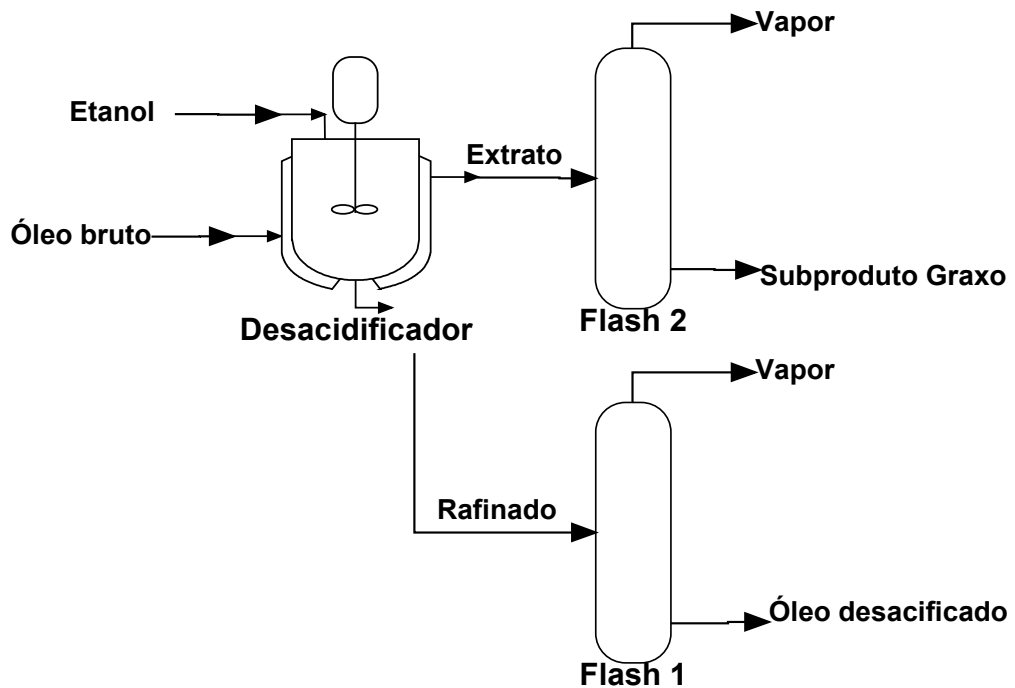 Vapor
Etanol
Extrato
Óleo bruto
Subproduto Graxo
Desacidificador
Flash 2
Vapor
Rafinado
Óleo desacificado
Flash 1